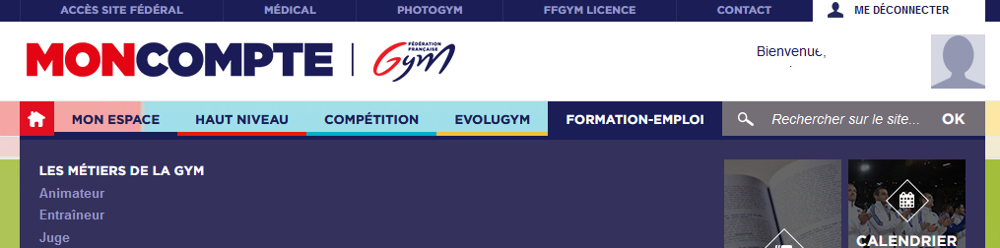 ACCÈS SITE FÉDÉRAL MÉDICAL PHOTOGYM FFGYM LICENCE CONTACT ME DÉCONNECTER
MONCOMPTE
FÉDÉRATION
FRANÇAISE
Gym
Bienvenue,
MON ESPACE HAUT NIVEAU COMPÉTITION EVOLUGYM FORMATION-EMPLOI Rechercher sur le site... OK
LES MÉTIERS DE LA GYM
Animateur
Entraîneur
Juge
CALENDRIER